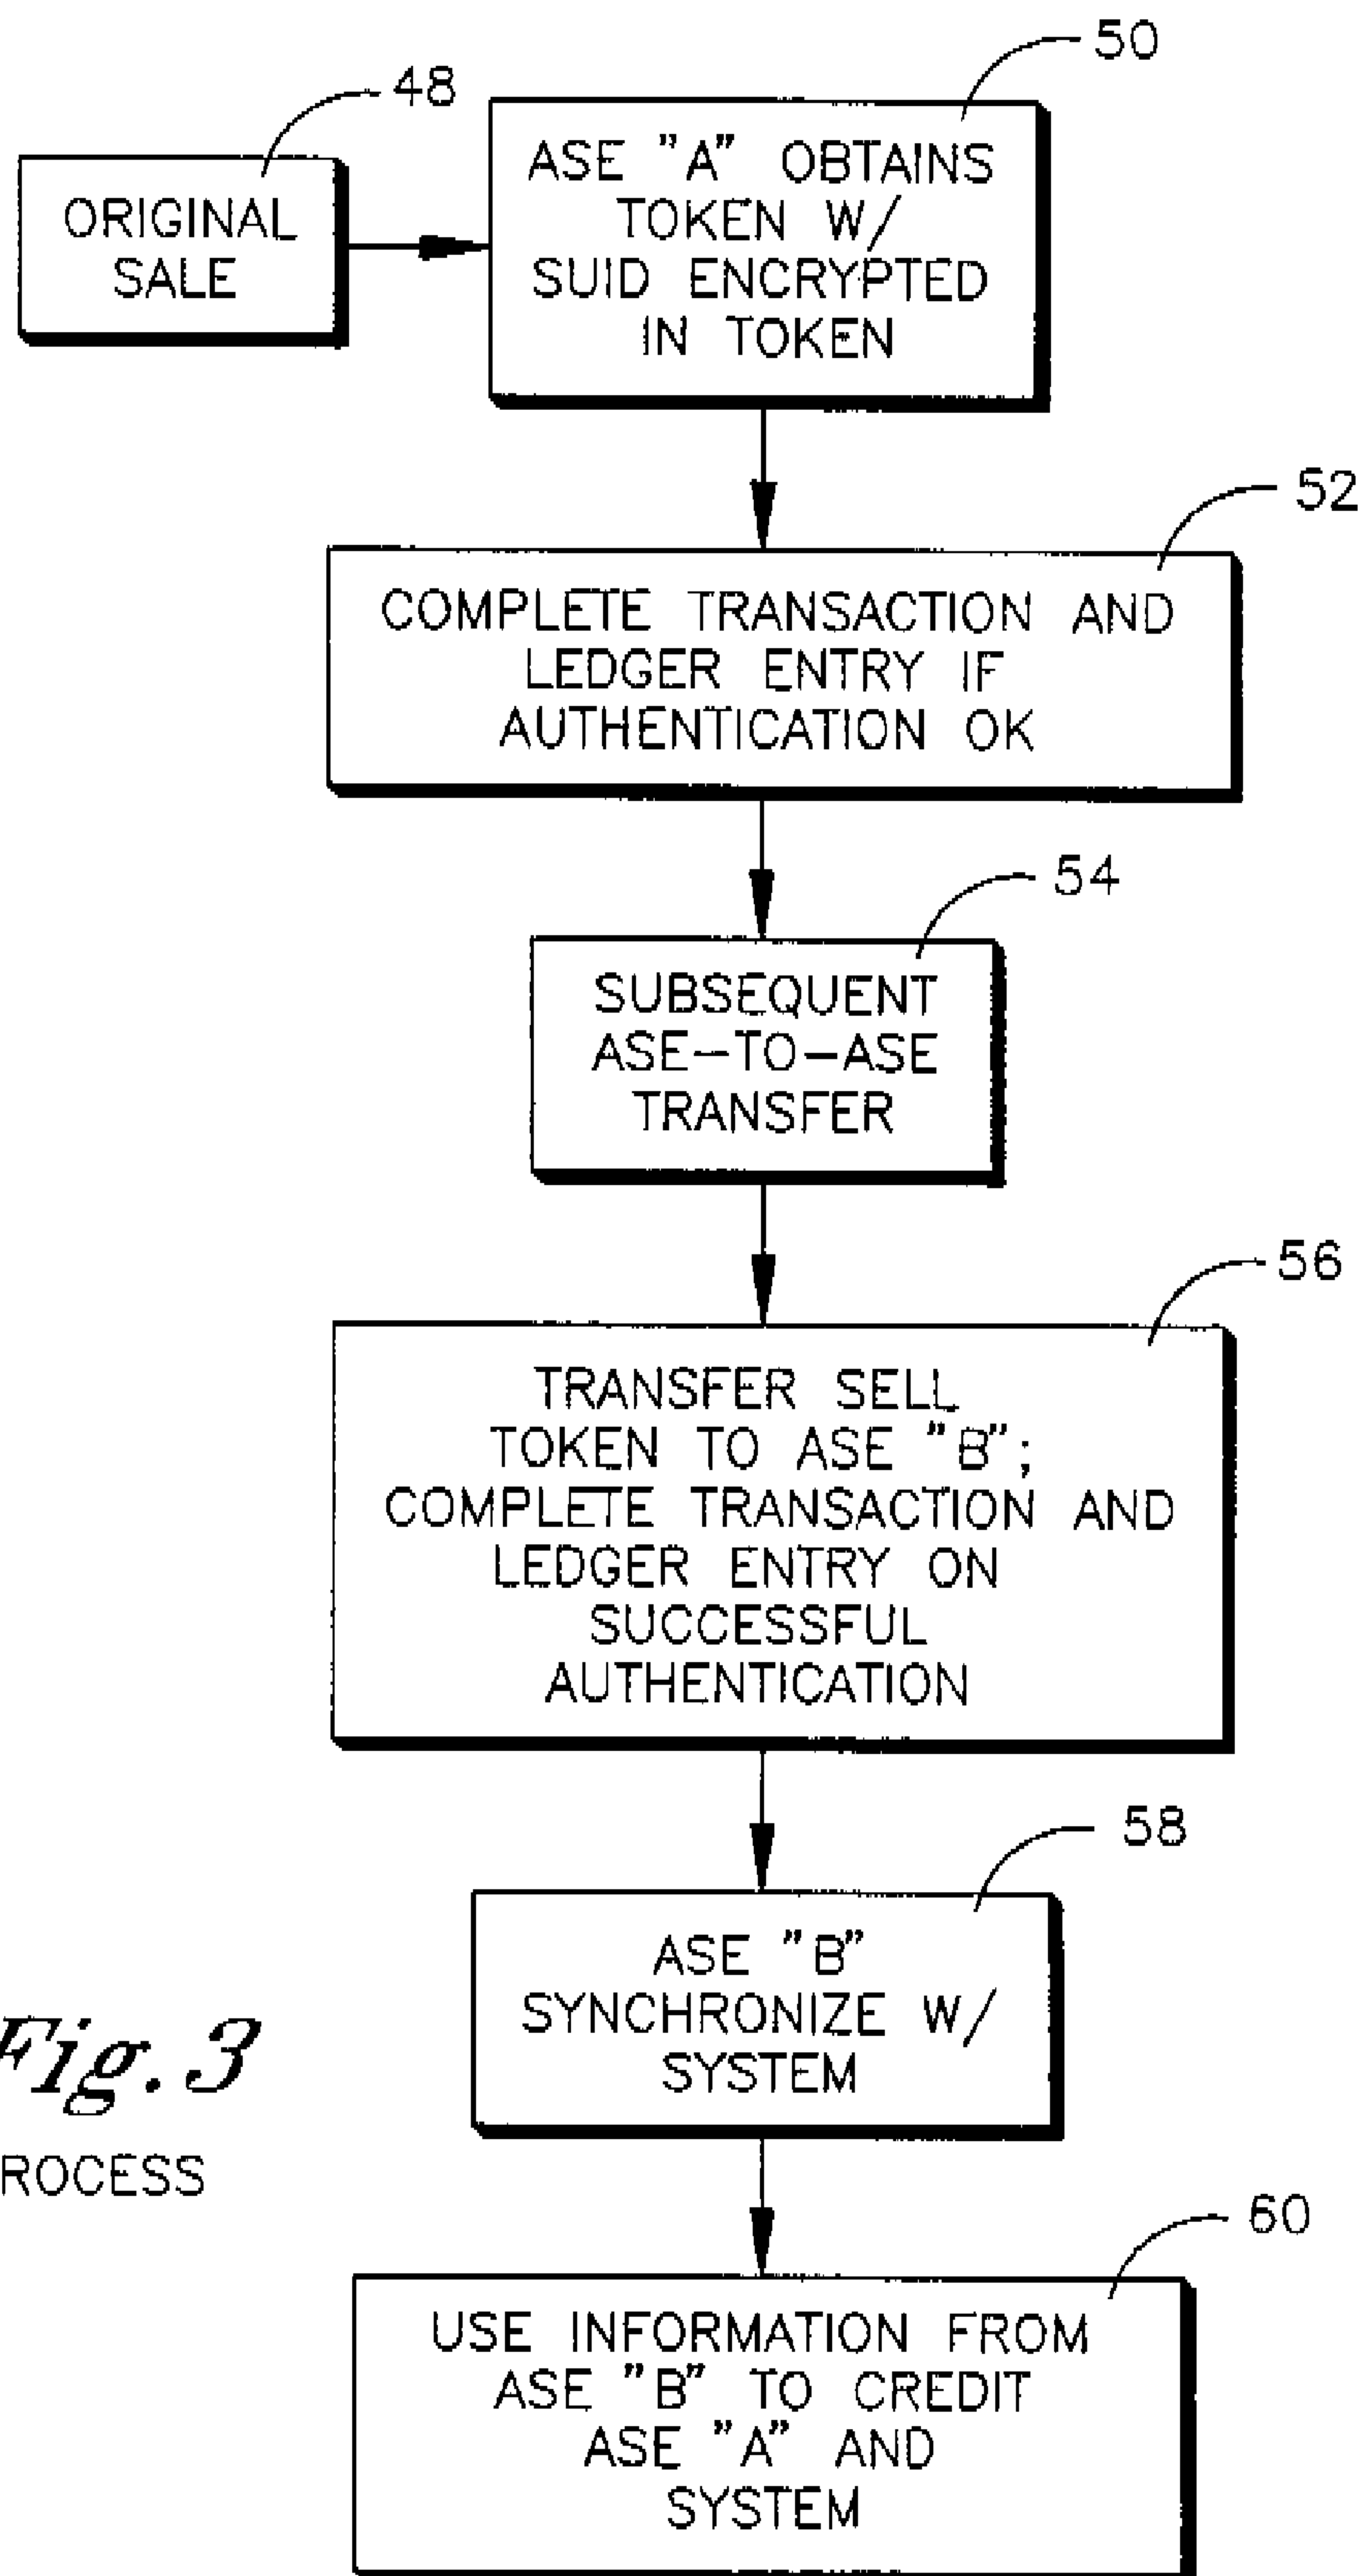 50
48
ORIGINAL
SALE
ASE "A" OBTAINS
TOKEN W/
SUID ENCRYPTED
IN TOKEN
52
COMPLETE TRANSACTION AND
LEDGER ENTRY IF
AUTHENTICATION OK
54
SUBSEQUENT
ASE-TO-ASE
TRANSFER
56
TRANSFER SELL
TOKEN TO ASE "B";
COMPLETE TRANSACTION AND
LEDGER ENTRY ON
SUCCESSFUL
AUTHENTICATION
58
ASE "B"
SYNCHRONIZE W/
SYSTEM
Fig. 3
ROCESS
60
USE INFORMATION FROM
ASE "B" TO CREDIT
ASE "A" AND
SYSTEM